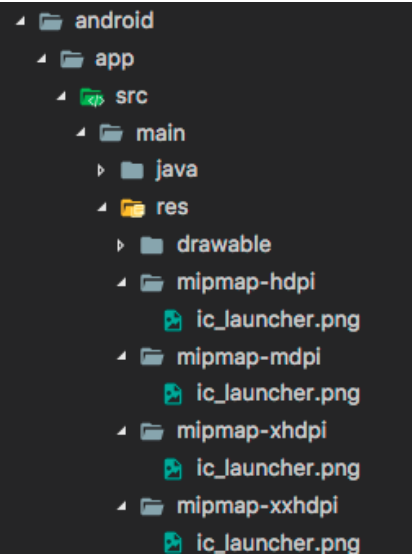 android
app
src
main
java
res
drawable
mipmap-hdpi
ic_launcher.png
mipmap-mdpi
ic_launcher.png
mipmap-xhdpi
ic_launcher.png
mipmap-xxhdpi
ic_launcher.png